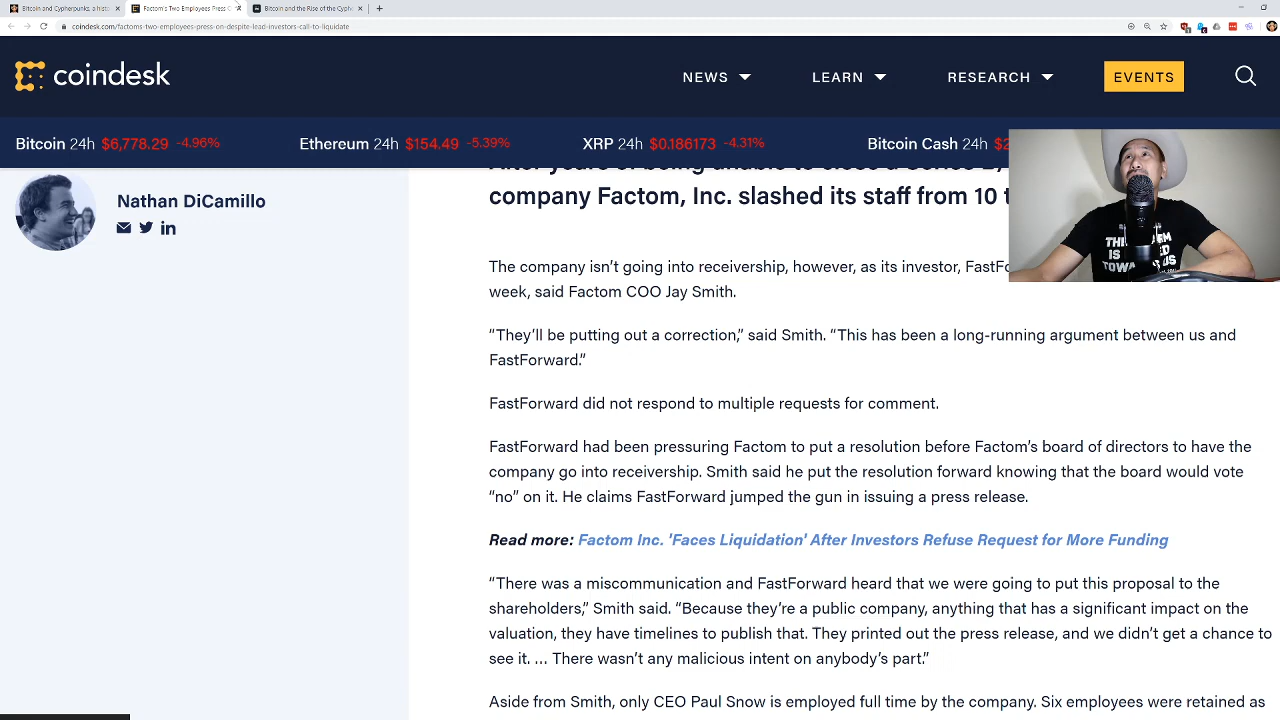 Bitcoin and Cypherpunks: a hist
Factom's Two Employees Press O
Bitcoin and the Rise of the Cyphe
coindesk.com/factoms-two-employees-press-on-despite-lead-investors-call-to-liquidate
coindesk
NEWS
LEARN
RESEARCH
EVENTS
Bitcoin 24h $6,778.29 -4.96%
Ethereum 24h $154.49 -5.39%
XRP 24h $0.186173 -4.31%
Bitcoin Cash 24h
After years of being unable to close a Series B,
company Factom, Inc. slashed its staff from 10 t
Nathan DiCamillo
The company isn't going into receivership, however, as its investor, FastFo
week, said Factom COO Jay Smith.
"They'll be putting out a correction," said Smith. "This has been a long-running argument between us and
FastForward."
FastForward did not respond to multiple requests for comment.
FastForward had been pressuring Factom to put a resolution before Factom's board of directors to have the
company go into receivership. Smith said he put the resolution forward knowing that the board would vote
"no" on it. He claims FastForward jumped the gun in issuing a press release.
Read more: Factom Inc. 'Faces Liquidation' After Investors Refuse Request for More Funding
"There was a miscommunication and FastForward heard that we were going to put this proposal to the
shareholders," Smith said. "Because they're a public company, anything that has a significant impact on the
valuation, they have timelines to publish that. They printed out the press release, and we didn't get a chance to
see it. … There wasn't any malicious intent on anybody's part."
Aside from Smith, only CEO Paul Snow is employed full time by the company. Six employees were retained as